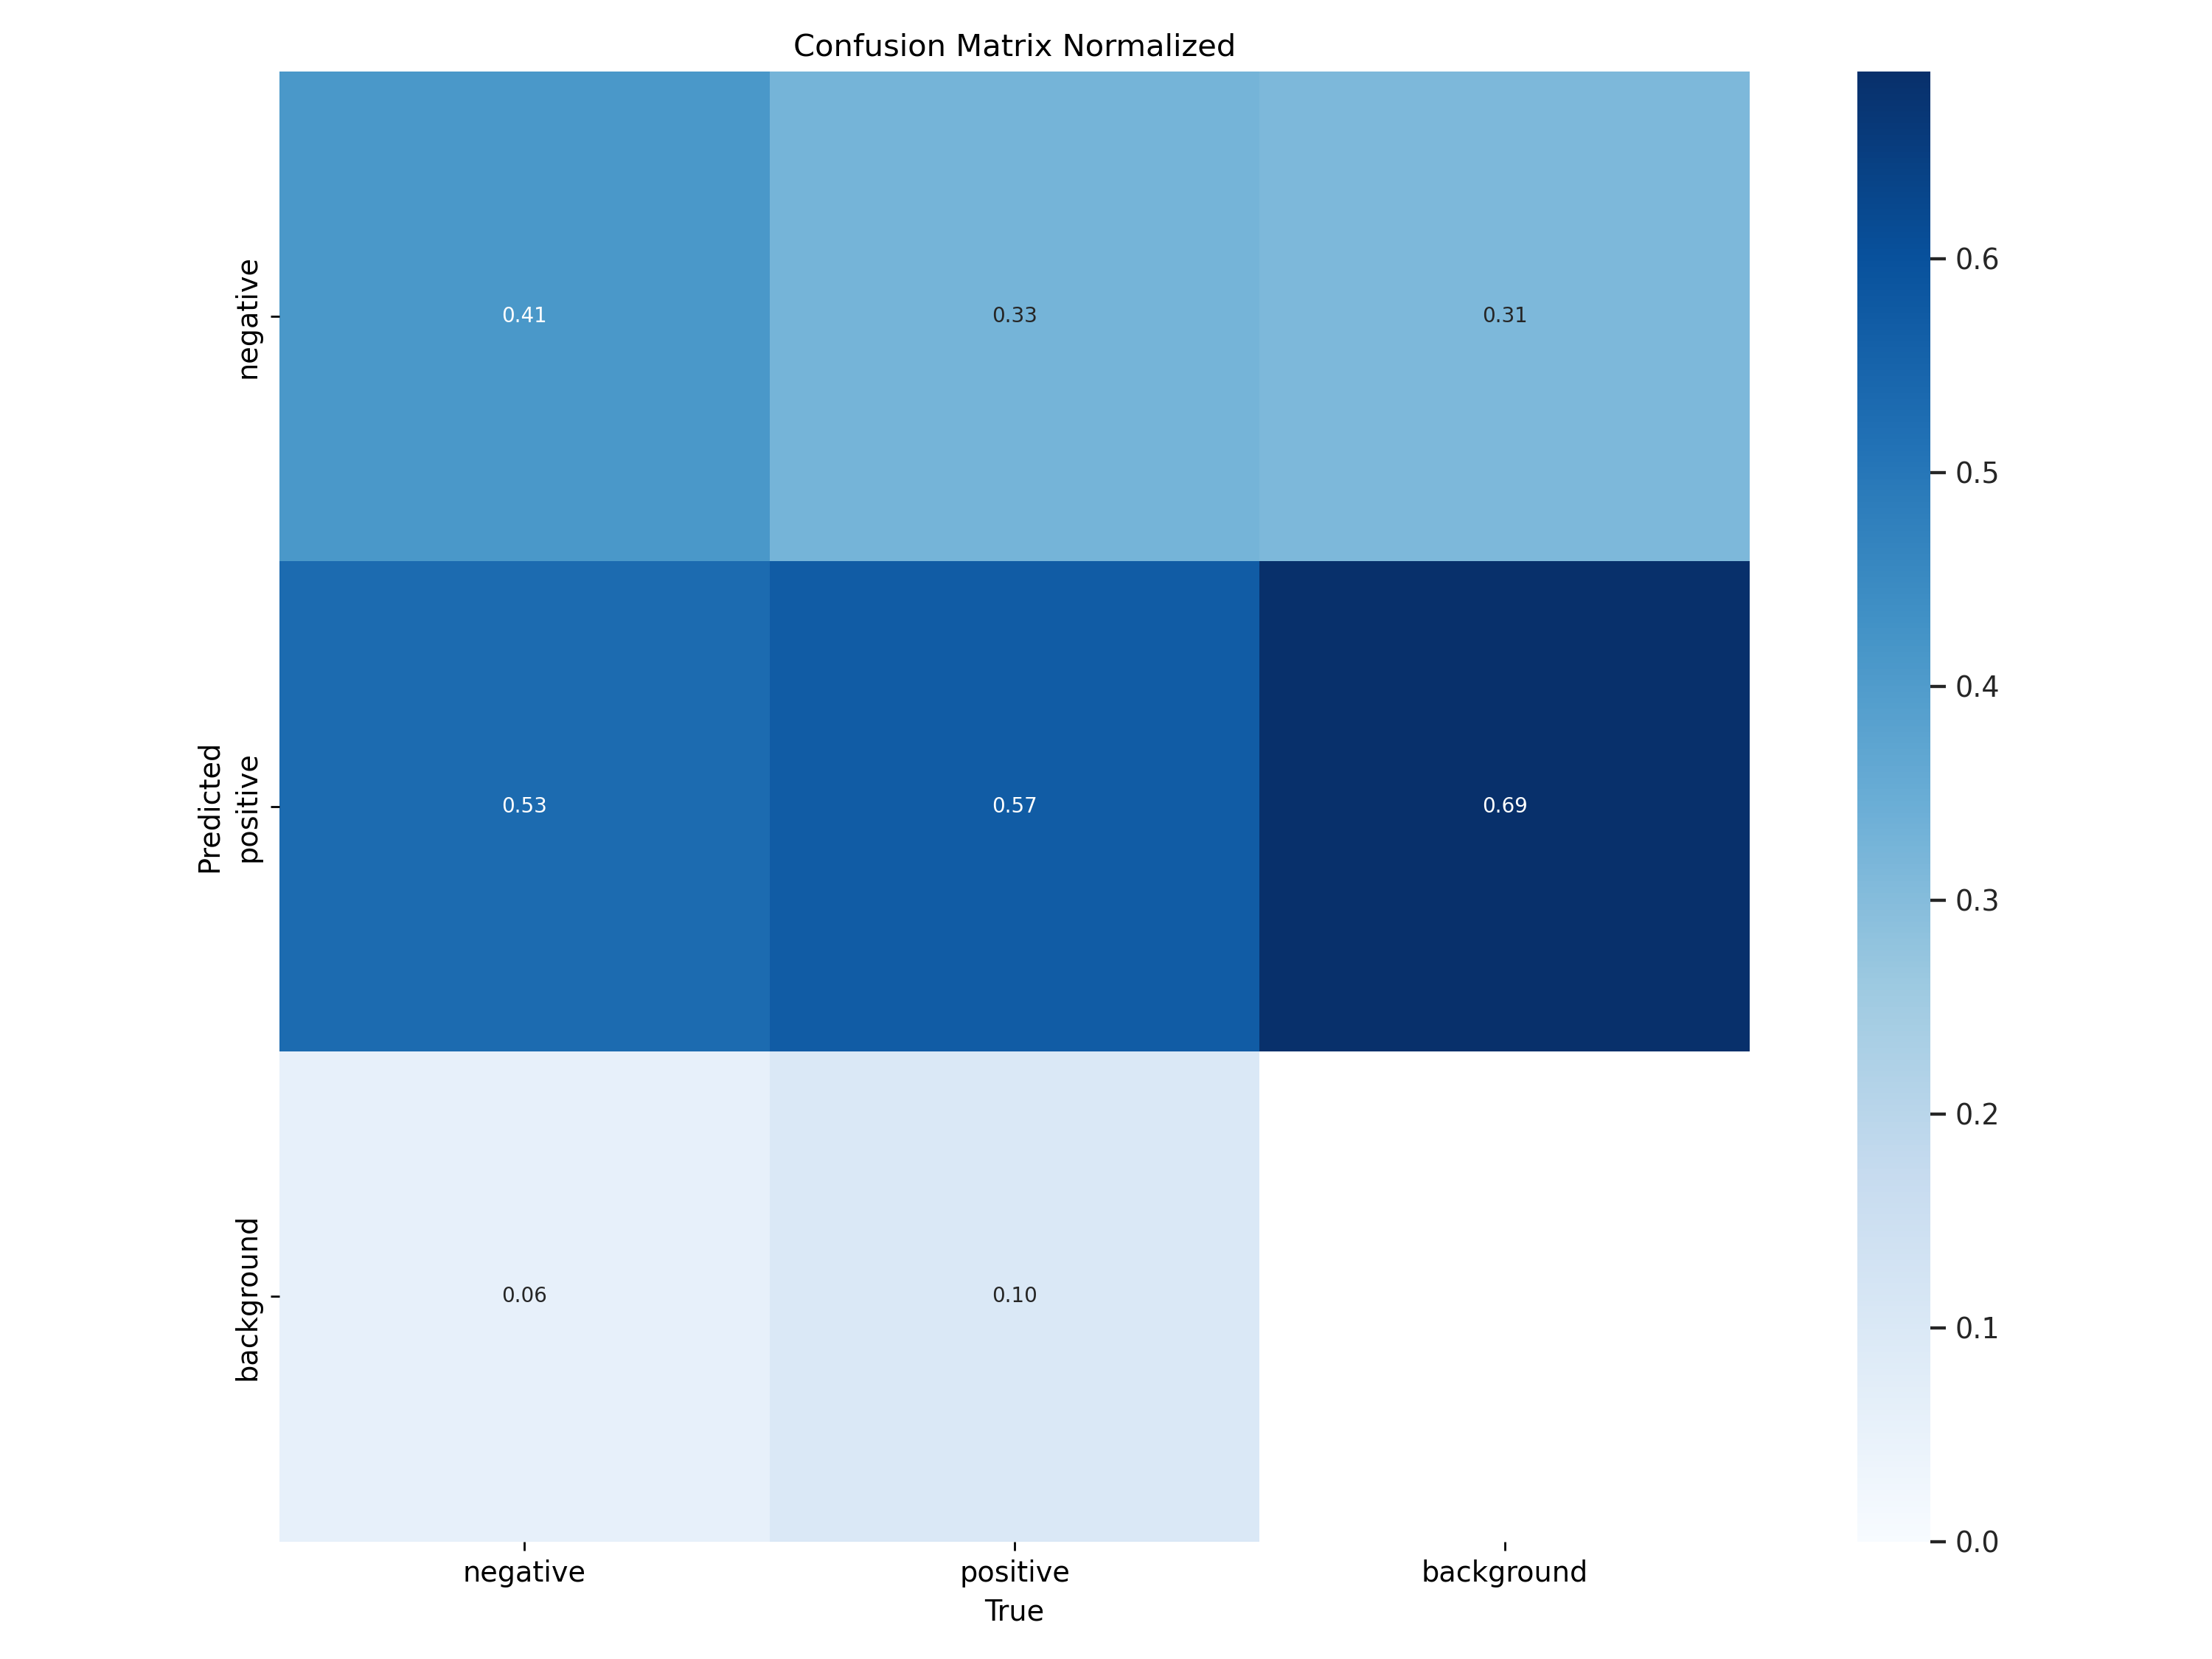 Confusion Matrix Normalized
negative
0.41
0.33
0.31
0.6
0.5
0.4
Predicted
positive
0.53
0.57
0.69
0.3
0.2
background
0.06
0.10
0.1
0.0
negative
positive
background
True